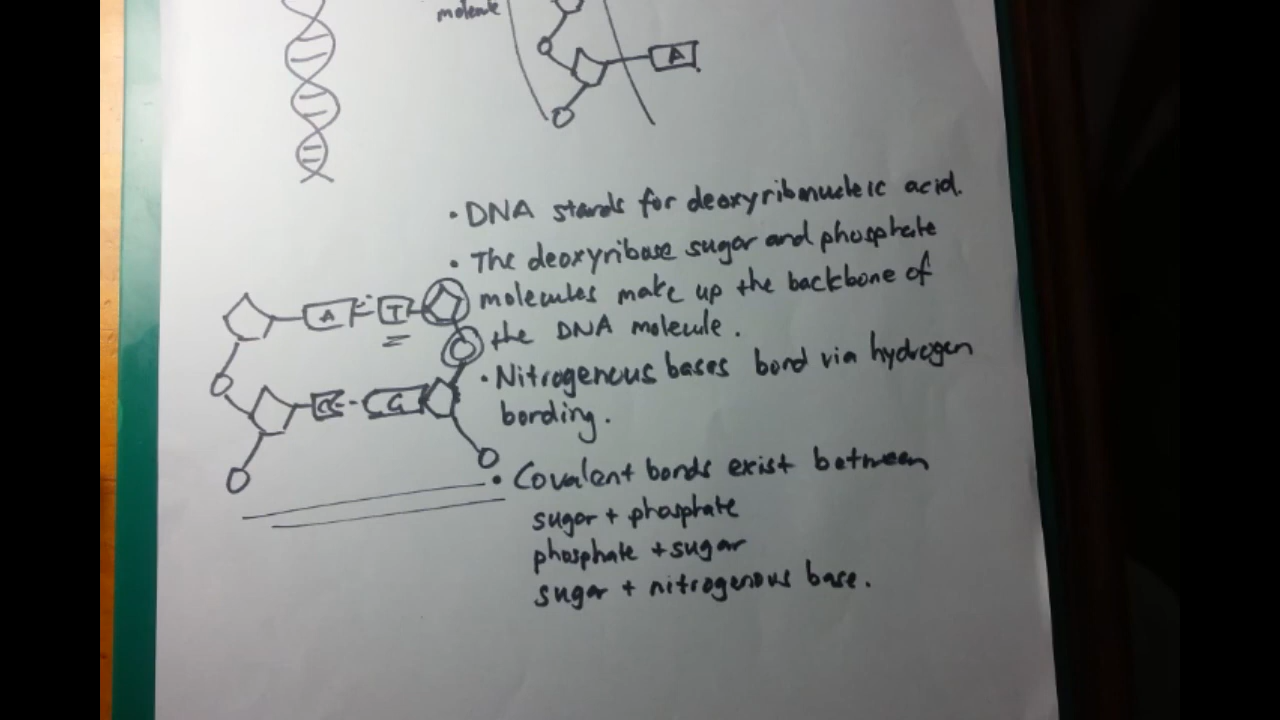 molecule
A
• DNA stands for deoxyribonucleic acid.
• The deoxyribose sugar and phosphate
molecules make up the backbone of
the DNA molecule.
A T
• Nitrogenous bases bond via hydrogen
bonding.
C G
• Covalent bonds exist between
sugar + phosphate
phosphate + sugar
sugar + nitrogenous base.